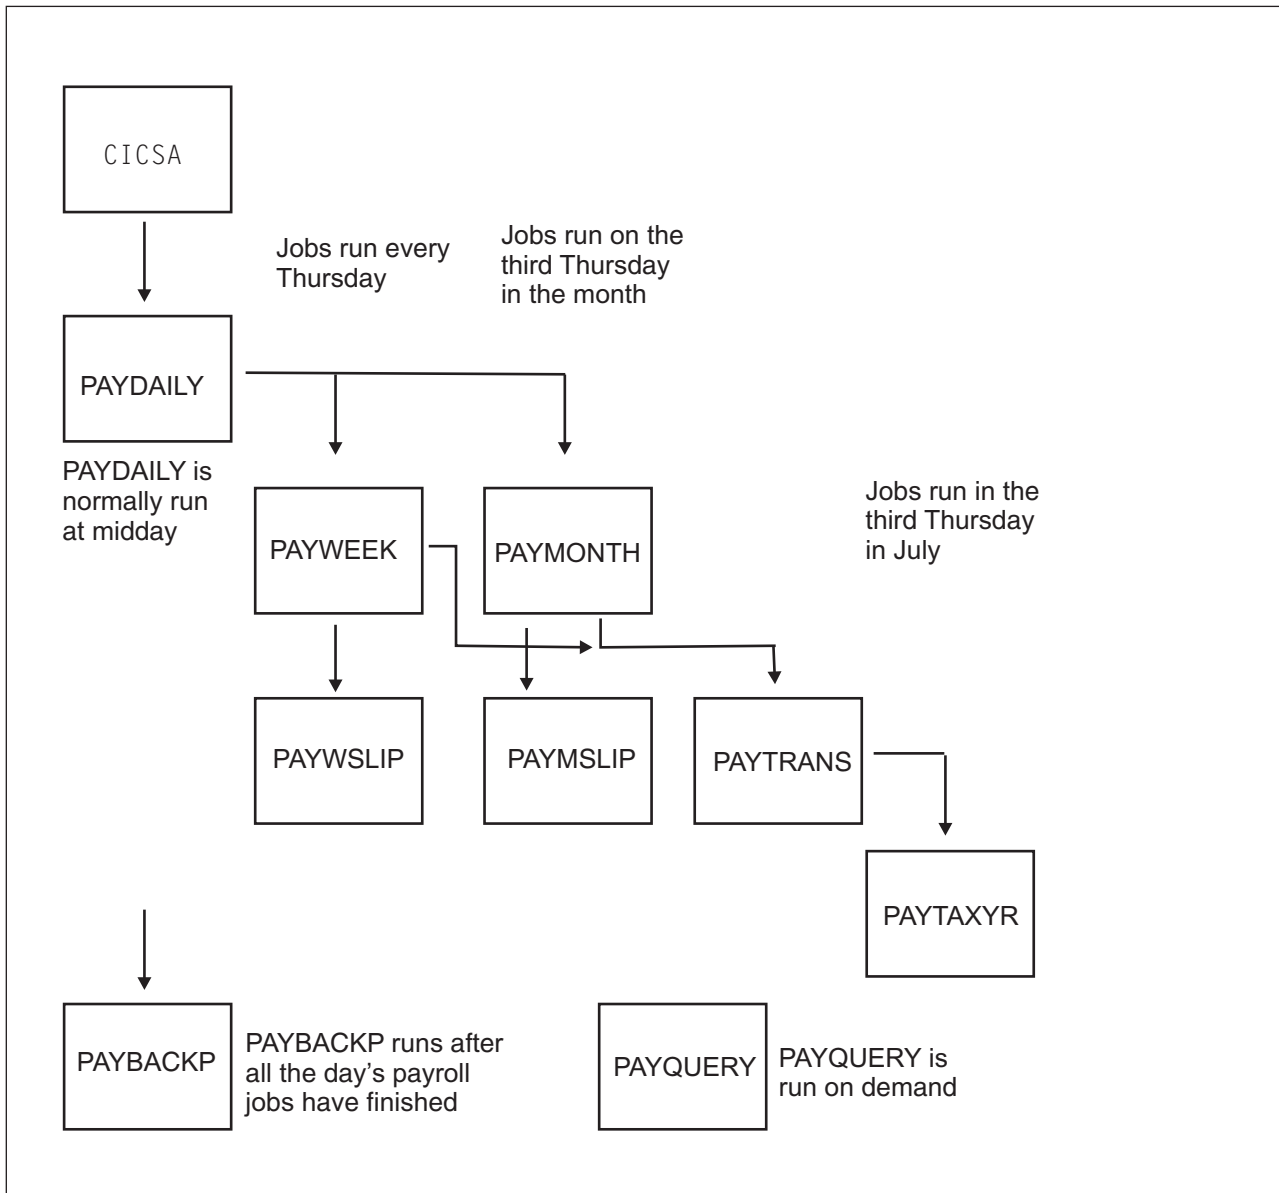 CICSA
Jobs run every
Thursday
Jobs run on the
third Thursday
in the month
PAYDAILY
PAYDAILY is
normally run
at midday
PAYWEEK
PAYMONTH
Jobs run in the
third Thursday
in July
PAYWSLIP
PAYMSLIP
PAYTRANS
PAYTAXYR
PAYBACKP
PAYBACKP runs after
all the day's payroll
jobs have finished
PAYQUERY
PAYQUERY is
run on demand